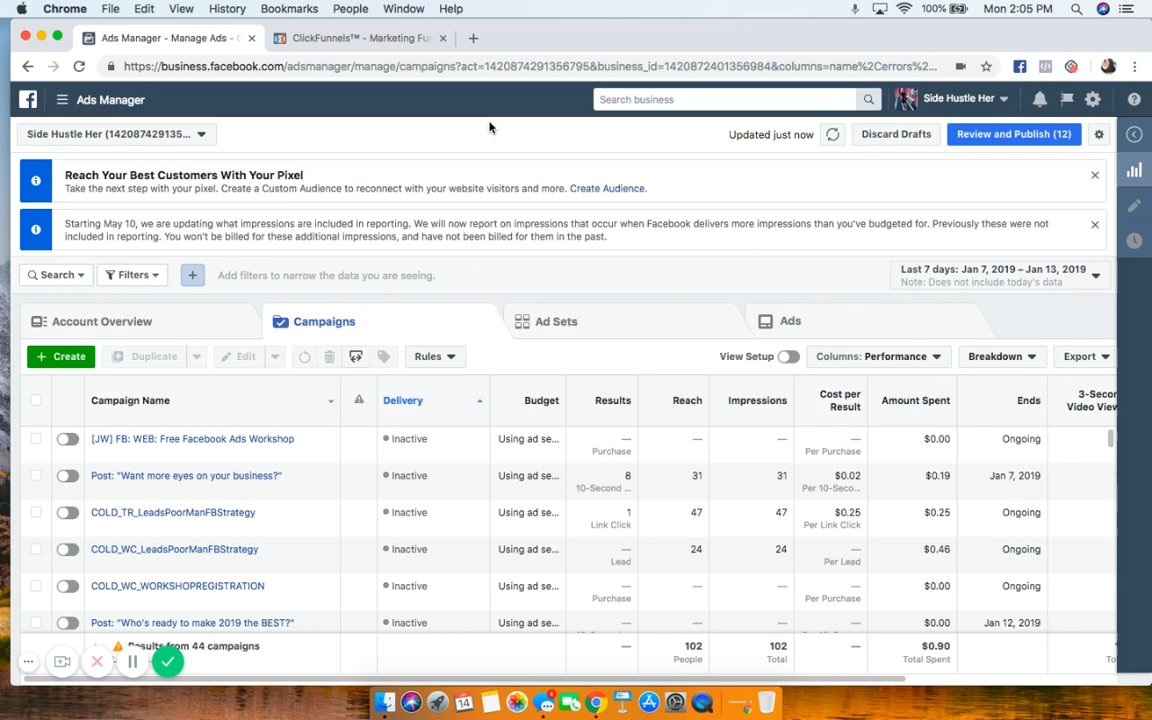 Chrome File Edit View History Bookmarks People Window Help 100% Mon 2:05 PM
Ads Manager - Manage Ads - C ClickFunnels™ - Marketing Fun
https://business.facebook.com/adsmanager/manage/campaigns?act=1420874291356795&business_id=1420872401356984&columns=name%2Cerrors%2...
Ads Manager Search business Side Hustle Her
Side Hustle Her (142087429135... Updated just now Discard Drafts Review and Publish (12)
Reach Your Best Customers With Your Pixel
Take the next step with your pixel. Create a Custom Audience to reconnect with your website visitors and more. Create Audience.
Starting May 10, we are updating what impressions are included in reporting. We will now report on impressions that occur when Facebook delivers more impressions than you've budgeted for. Previously these were not
included in reporting. You won't be billed for these additional impressions, and have not been billed for them in the past.
Search Filters + Add filters to narrow the data you are seeing. Last 7 days: Jan 7, 2019 – Jan 13, 2019
Note: Does not include today's data
Account Overview Campaigns Ad Sets Ads
+ Create Duplicate Edit Rules View Setup Columns: Performance Breakdown Export
Campaign Name Delivery Budget Results Reach Impressions Cost per Result Amount Spent Ends 3-Secon Video View
[JW] FB: WEB: Free Facebook Ads Workshop Inactive Using ad se... — — — — $0.00 Ongoing
Purchase Per Purchase
Post: "Want more eyes on your business?" Inactive Using ad se... 8 31 31 $0.02 $0.19 Jan 7, 2019
10-Second ... Per 10-Seco...
COLD_TR_LeadsPoorManFBStrategy Inactive Using ad se... 1 47 47 $0.25 $0.25 Ongoing
Link Click Per Link Click
COLD_WC_LeadsPoorManFBStrategy Inactive Using ad se... — 24 24 — $0.46 Ongoing
Lead Per Lead
COLD_WC_WORKSHOPREGISTRATION Inactive Using ad se... — — — — $0.00 Ongoing
Purchase Per Purchase
Post: "Who's ready to make 2019 the BEST?" Inactive Using ad se... — — — — $0.00 Jan 12, 2019
Results from 44 campaigns — 102 102 — $0.90
People Total Total Spent To
14